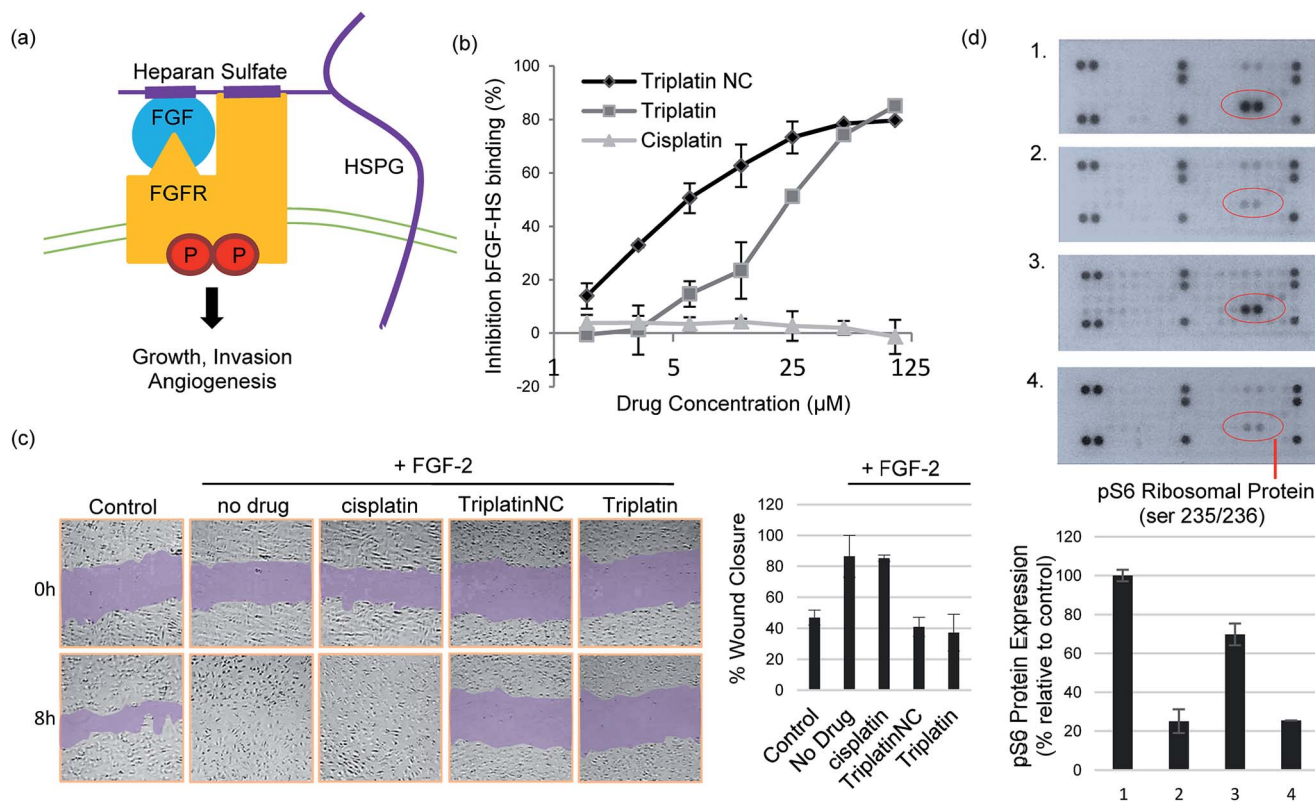 (a)
Heparan Sulfate
FGF
FGFR
HSPG
P P
Growth, Invasion
Angiogenesis
(b)
Inhibition bFGF-HS binding (%)
100
80
60
40
20
0
-20
1 5 25 125
Drug Concentration (µM)
Triplatin NC
Triplatin
Cisplatin
(c)
+ FGF-2
Control no drug cisplatin TriplatinNC Triplatin
0h
8h
+ FGF-2
% Wound Closure
120
100
80
60
40
20
0
Control
No Drug
cisplatin
TriplatinNC
Triplatin
(d)
1.
2.
3.
4.
pS6 Ribosomal Protein
(ser 235/236)
pS6 Protein Expression
(% relative to control)
120
100
80
60
40
20
0
1 2 3 4